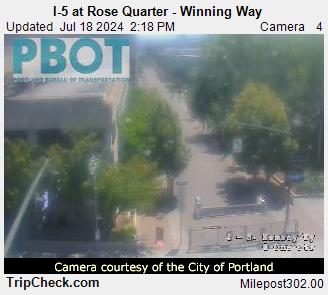 I-5 at Rose Quarter - Winning Way
Updated Jul 18 2024 2:18 PM Camera 4
PBOT
PORTLAND BUREAU OF TRANSPORTATION
Camera courtesy of the City of Portland
TripCheck.com Milepost302.00